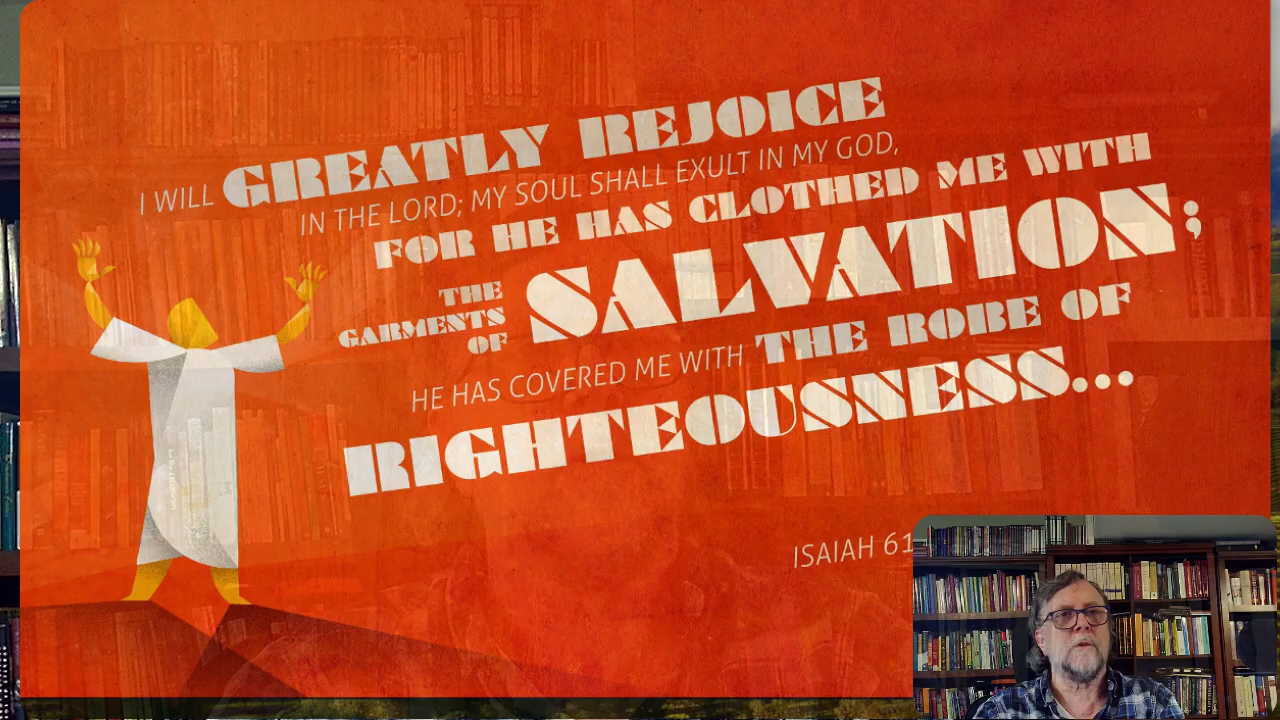 I WILL GREATLY REJOICE
IN THE LORD; MY SOUL SHALL EXULT IN MY GOD,
FOR HE HAS CLOTHED ME WITH
THE
GARMENTS
OF
SALVATION;
HE HAS COVERED ME WITH THE ROBE OF
RIGHTEOUSNESS...
ISAIAH 61